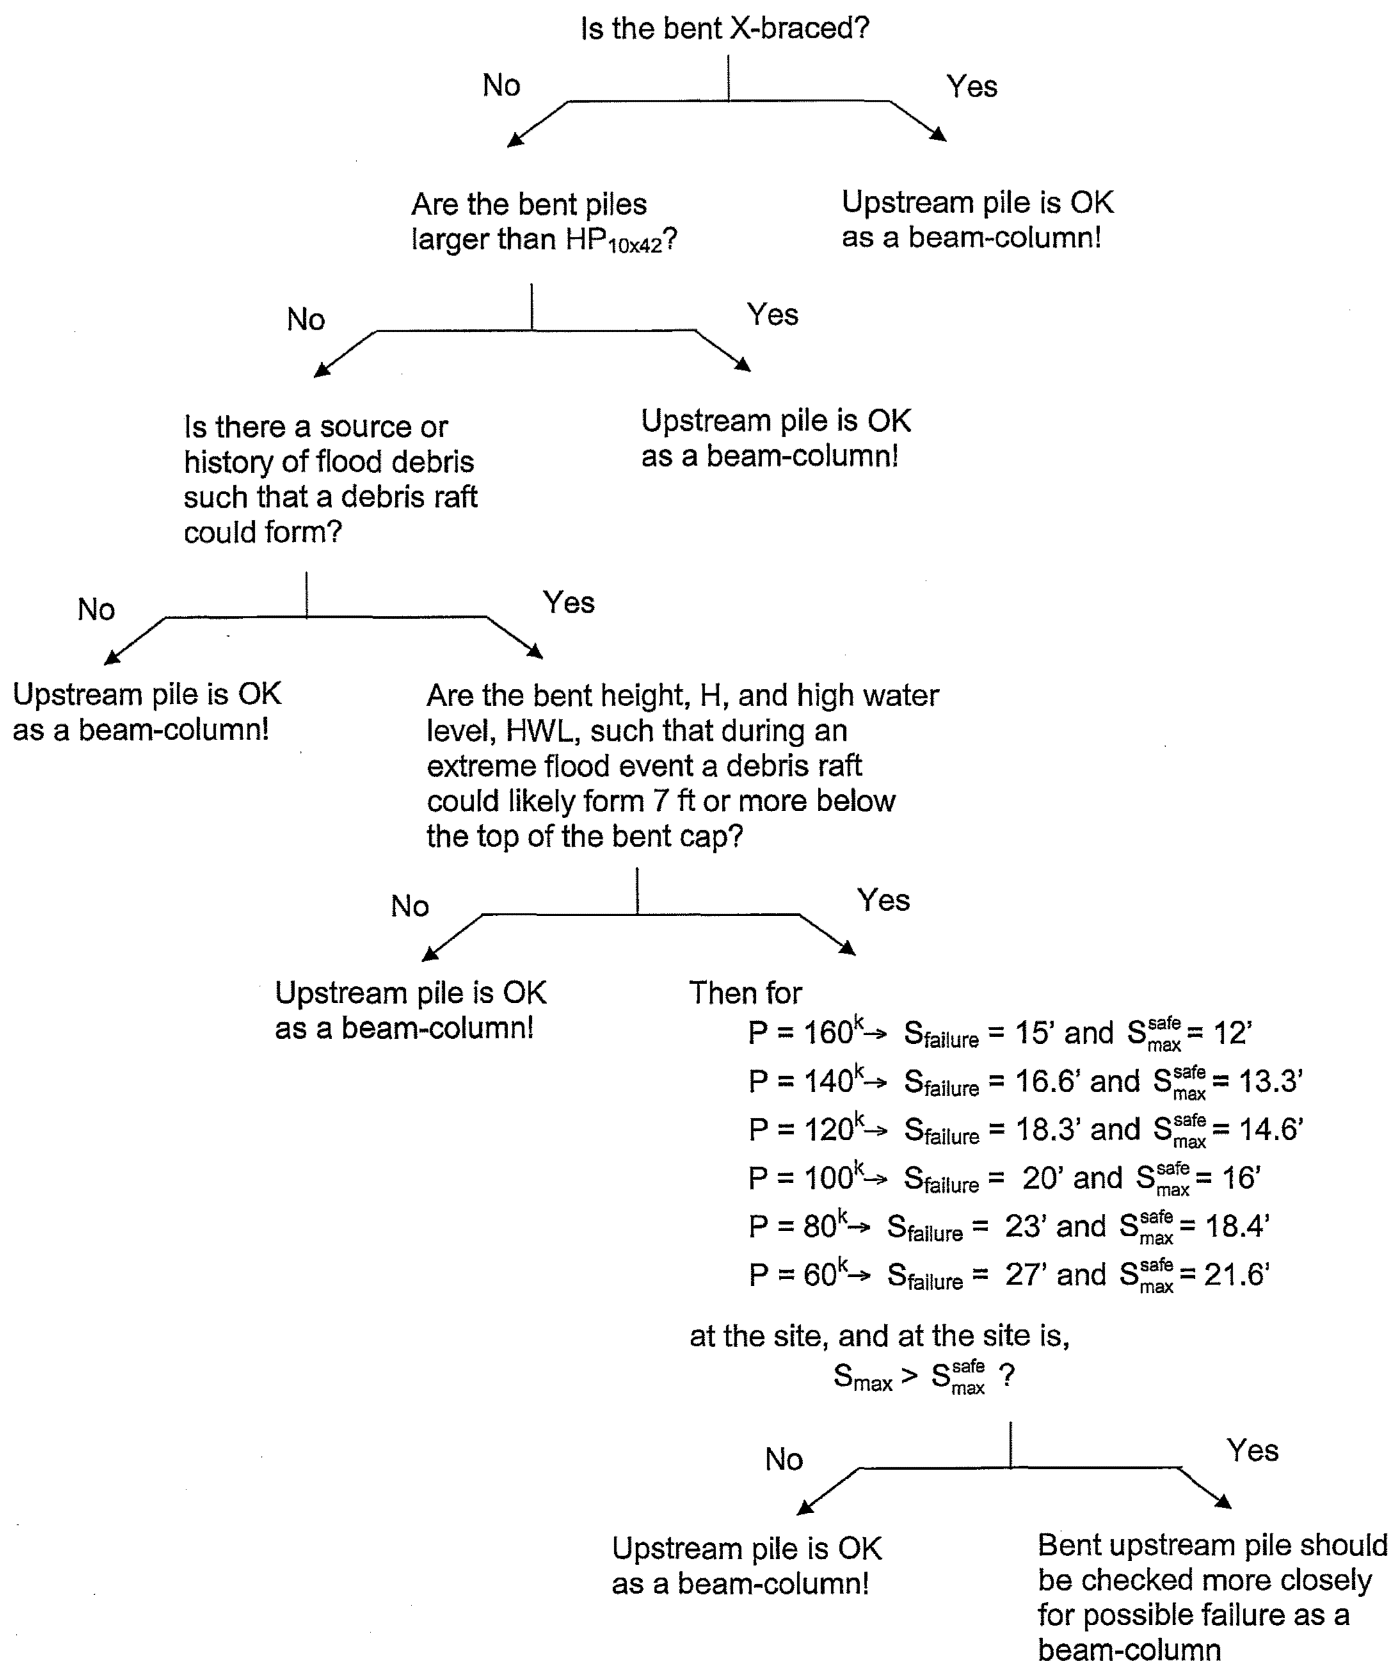 Is the bent X-braced?
No
Yes
Are the bent piles
larger than HP10x42?
Upstream pile is OK
as a beam-column!
No
Yes
Is there a source or
history of flood debris
such that a debris raft
could form?
Upstream pile is OK
as a beam-column!
No
Yes
Upstream pile is OK
as a beam-column!
Are the bent height, H, and high water
level, HWL, such that during an
extreme flood event a debris raft
could likely form 7 ft or more below
the top of the bent cap?
No
Yes
Upstream pile is OK
as a beam-column!
Then for
P = 160k→ Sfailure = 15' and Smaxsafe = 12'
P = 140k→ Sfailure = 16.6' and Smaxsafe = 13.3'
P = 120k→ Sfailure = 18.3' and Smaxsafe = 14.6'
P = 100k→ Sfailure = 20' and Smaxsafe = 16'
P = 80k→ Sfailure = 23' and Smaxsafe = 18.4'
P = 60k→ Sfailure = 27' and Smaxsafe = 21.6'
at the site, and at the site is,
Smax > Smaxsafe ?
No
Yes
Upstream pile is OK
as a beam-column!
Bent upstream pile should
be checked more closely
for possible failure as a
beam-column